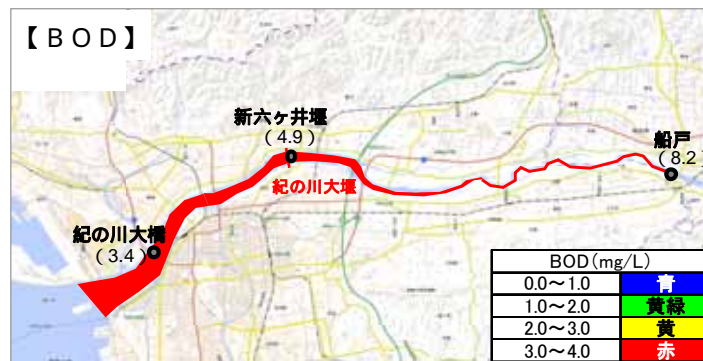 【ＢＯＤ】
新六ヶ井堰
(4.9)
船戸
(8.2)
紀の川大堰
紀の川大橋
(3.4)
BOD(mg/L)
0.0～1.0 青
1.0～2.0 黄緑
2.0～3.0 黄
3.0～4.0 赤